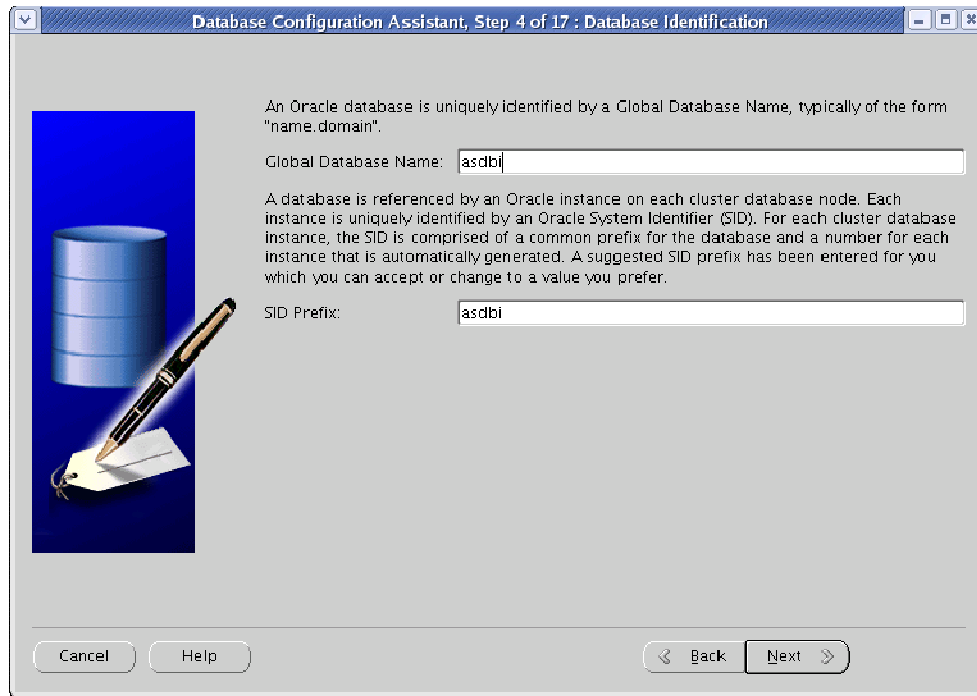 Database Configuration Assistant, Step 4 of 17 : Database Identification
An Oracle database is uniquely identified by a Global Database Name, typically of the form
"name.domain".
Global Database Name: asdbi
A database is referenced by an Oracle instance on each cluster database node. Each
instance is uniquely identified by an Oracle System Identifier (SID). For each cluster database
instance, the SID is comprised of a common prefix for the database and a number for each
instance that is automatically generated. A suggested SID prefix has been entered for you
which you can accept or change to a value you prefer.
SID Prefix: asdbi
Cancel Help Back Next